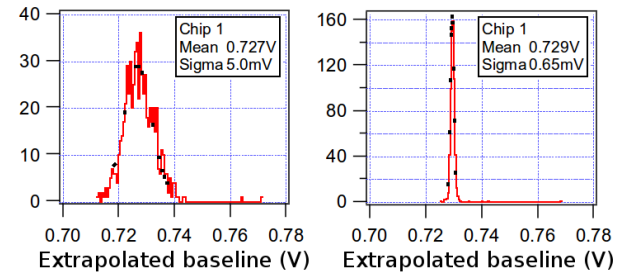 40
30
20
10
0
Chip 1
Mean 0.727V
Sigma 5.0mV
0.70 0.72 0.74 0.76 0.78
Extrapolated baseline (V)
160
120
80
40
0
Chip 1
Mean 0.729V
Sigma 0.65mV
0.70 0.72 0.74 0.76 0.78
Extrapolated baseline (V)